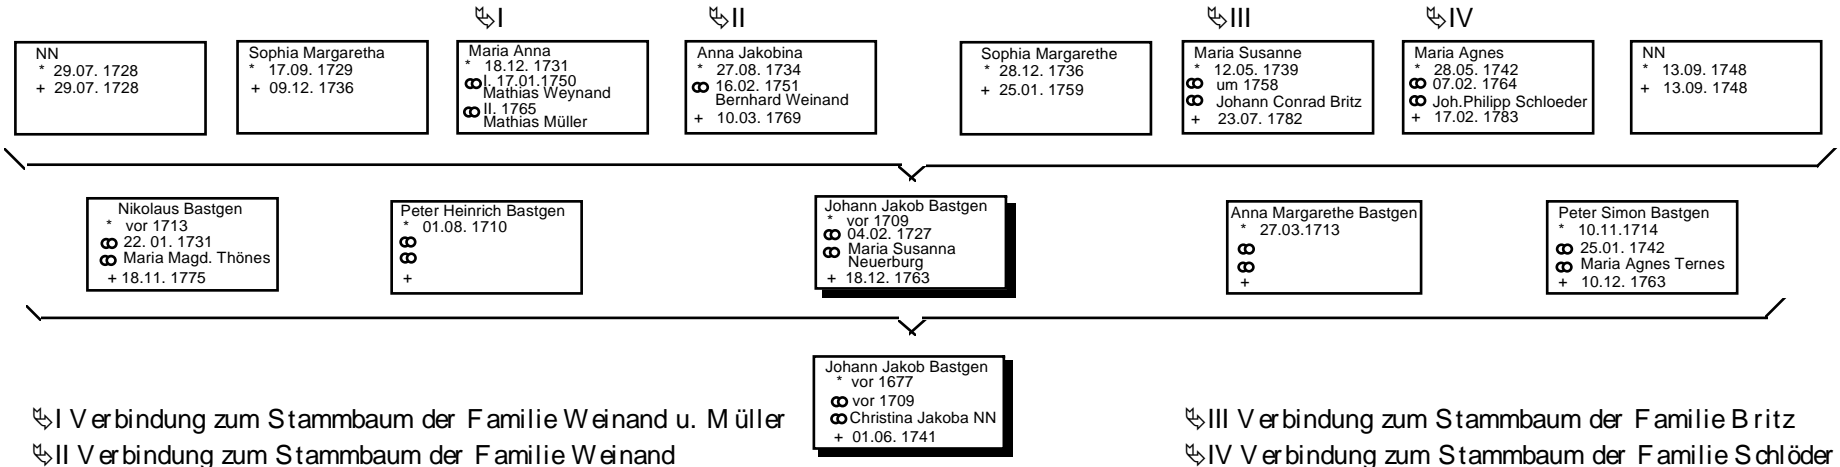 I
II
III
IV
NN
* 29.07. 1728
+ 29.07. 1728
Sophia Margaretha
* 17.09. 1729
+ 09.12. 1736
Maria Anna
* 18.12. 1731
ꝏ I. 17.01.1750
Mathias Weynand
ꝏ II. 1765
Mathias Müller
Anna Jakobina
* 27.08. 1734
ꝏ 16.02. 1751
Bernhard Weinand
+ 10.03. 1769
Sophia Margarethe
* 28.12. 1736
+ 25.01. 1759
Maria Susanne
* 12.05. 1739
ꝏ um 1758
ꝏ Johann Conrad Britz
+ 23.07. 1782
Maria Agnes
* 28.05. 1742
ꝏ 07.02. 1764
ꝏ Joh.Philipp Schloeder
+ 17.02. 1783
NN
* 13.09. 1748
+ 13.09. 1748
Nikolaus Bastgen
* vor 1713
ꝏ 22. 01. 1731
ꝏ Maria Magd. Thönes
+ 18.11. 1775
Peter Heinrich Bastgen
* 01.08. 1710
ꝏ
ꝏ
+
Johann Jakob Bastgen
* vor 1709
ꝏ 04.02. 1727
ꝏ Maria Susanna
Neuerburg
+ 18.12. 1763
Anna Margarethe Bastgen
* 27.03.1713
ꝏ
ꝏ
+
Peter Simon Bastgen
* 10.11.1714
ꝏ 25.01. 1742
ꝏ Maria Agnes Ternes
+ 10.12. 1763
Johann Jakob Bastgen
* vor 1677
ꝏ vor 1709
ꝏ Christina Jakoba NN
+ 01.06. 1741
I Verbindung zum Stammbaum der Familie Weinand u. Müller
II Verbindung zum Stammbaum der Familie Weinand
III Verbindung zum Stammbaum der Familie Britz
IV Verbindung zum Stammbaum der Familie Schlöder